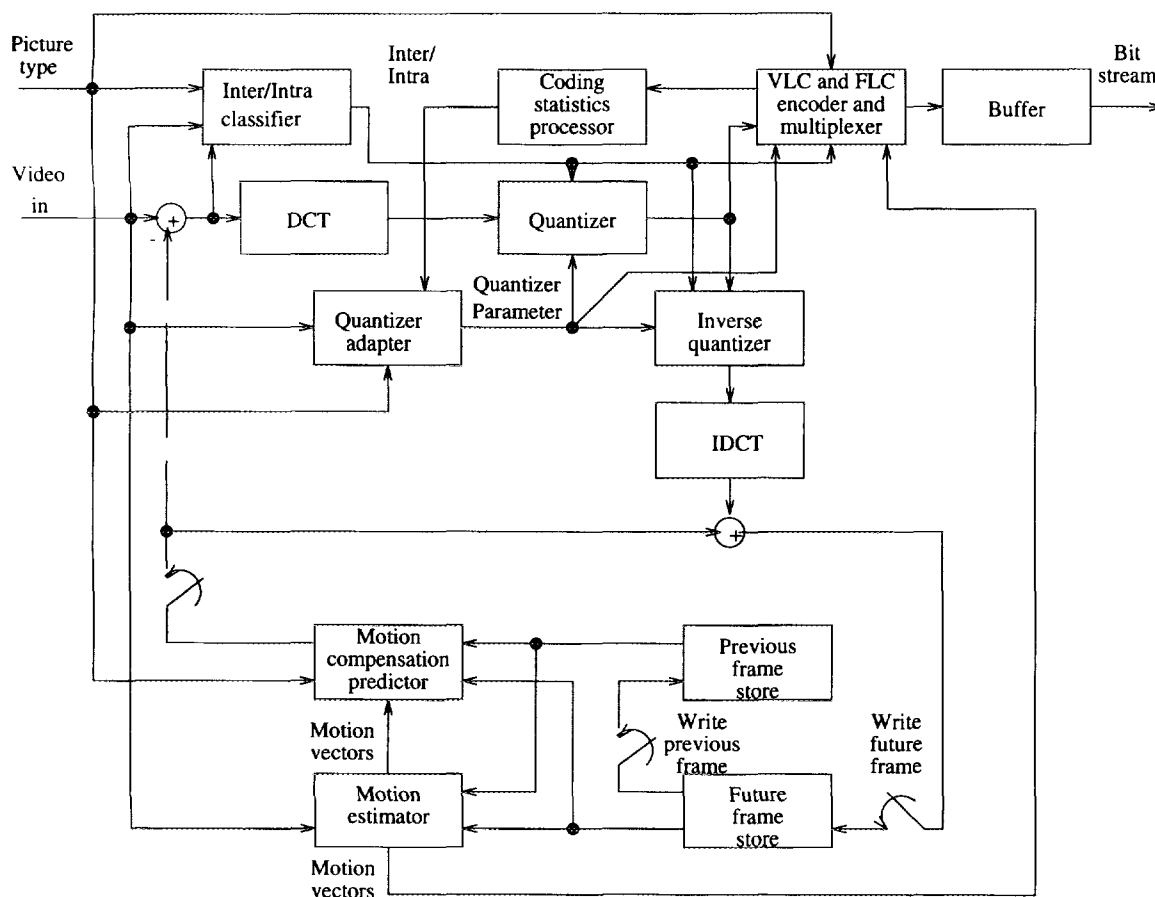 Picture
type
Inter/
Intra
Inter/Intra
classifier
Coding
statistics
processor
VLC and FLC
encoder and
multiplexer
Buffer
Bit
stream
Video
in
+
-
DCT
Quantizer
Quantizer
adapter
Quantizer
Parameter
Inverse
quantizer
IDCT
+
Motion
compensation
predictor
Previous
frame
store
Motion
vectors
Write
previous
frame
Write
future
frame
Motion
estimator
Future
frame
store
Motion
vectors